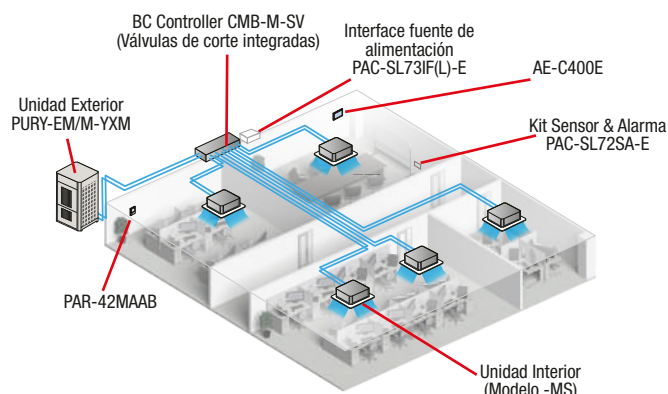 BC Controller CMB-M-SV
(Válvulas de corte integradas)
Interface fuente de
alimentación
PAC-SL73IF(L)-E
AE-C400E
Unidad Exterior
PURY-EM/M-YXM
Kit Sensor & Alarma
PAC-SL72SA-E
PAR-42MAAB
Unidad Interior
(Modelo -MS)